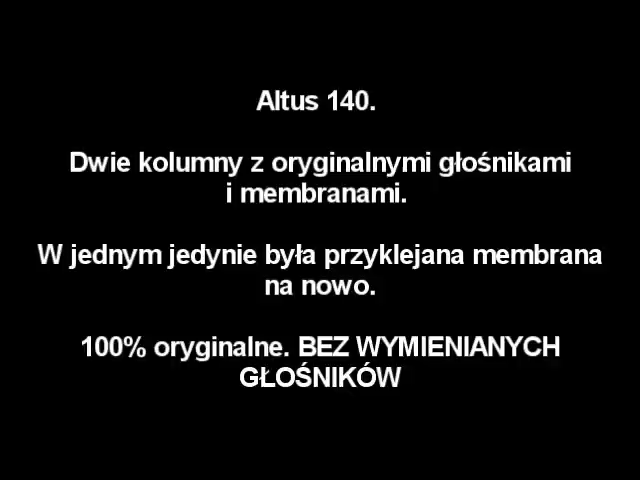 Altus 140.
Dwie kolumny z oryginalnymi głośnikami
i membranami.
W jednym jedynie była przyklejana membrana
na nowo.
100% oryginalne. BEZ WYMIENIANYCH
GŁOŚNIKÓW